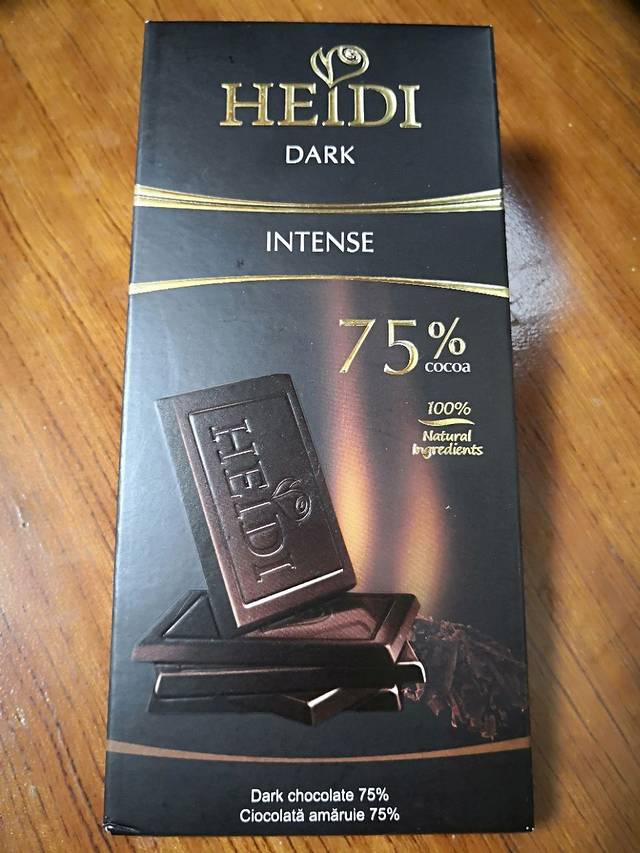 HEIDI
DARK
INTENSE
75%
COCOA
100%
Natural
Ingredients
HEIDI
Dark chocolate 75%
Ciocolată amăruie 75%